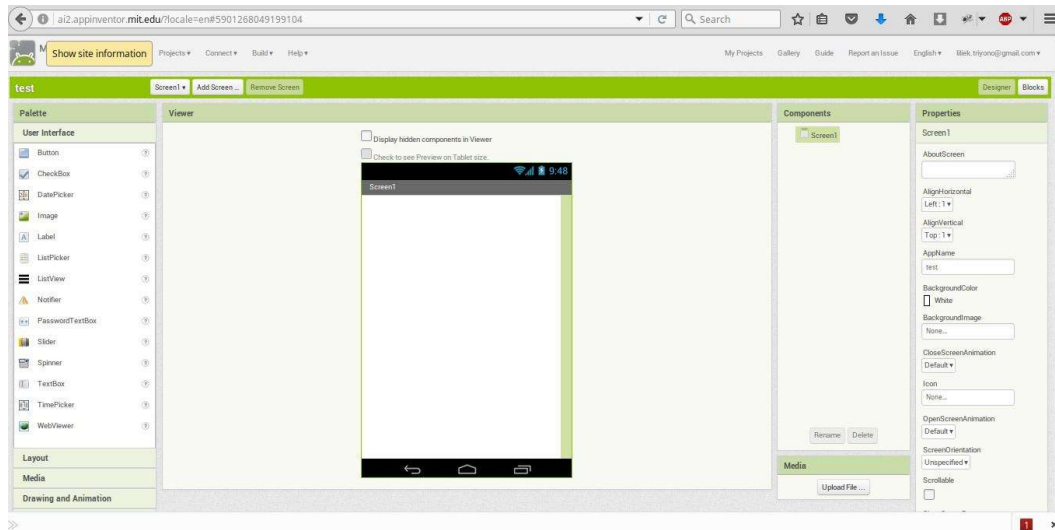 ai2.appinventor.mit.edu/?locale=en#5901268049199104
Search
ABP
M
Show site information
Projects Connect Build Help
My Projects Gallery Guide Report an Issue English
test
Screen1 Add Screen ... Remove Screen
Designer Blocks
Palette
User Interface
Button
CheckBox
DatePicker
Image
Label
ListPicker
ListView
Notifier
PasswordTextBox
Slider
Spinner
TextBox
TimePicker
WebViewer
Layout
Media
Drawing and Animation
Viewer
Display hidden components in Viewer
Check to see Preview on Tablet size.
9:48
Screen1
Components
Screen1
Rename Delete
Media
Upload File ...
Properties
Screen1
AboutScreen
AlignHorizontal
Left : 1
AlignVertical
Top : 1
AppName
test
BackgroundColor
White
BackgroundImage
None...
CloseScreenAnimation
Default
Icon
None...
OpenScreenAnimation
Default
ScreenOrientation
Unspecified
Scrollable
1